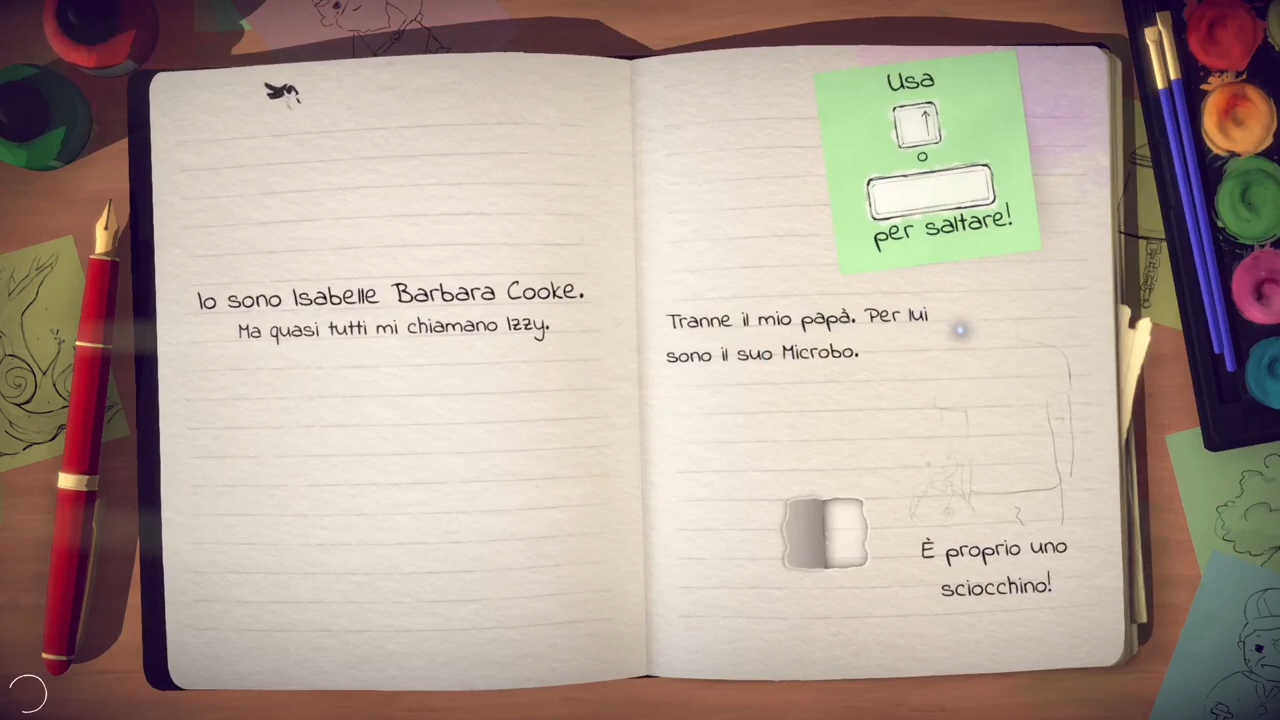 Io sono Isabelle Barbara Cooke.
Ma quasi tutti mi chiamano Izzy.
Usa
o
per saltare!
Tranne il mio papà. Per lui
sono il suo Microbo.
È proprio uno
sciocchino!